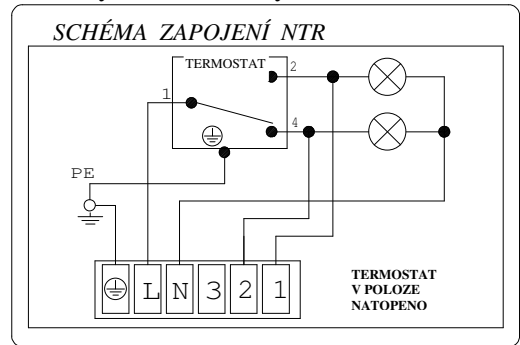 SCHÉMA ZAPOJENÍ NTR
TERMOSTAT
2
1
4
PE
L N 3 2 1
TERMOSTAT
V POLOZE
NATOPENO